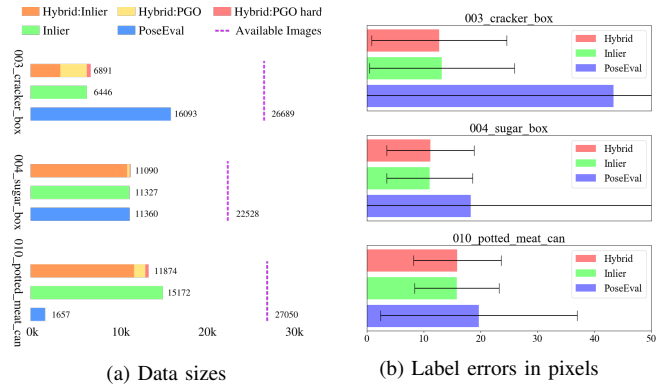 Hybrid:Inlier
Hybrid:PGO
Hybrid:PGO hard
Inlier
PoseEval
Available Images
003_cracker_box
6891
6446
16093
26689
004_sugar_box
11090
11327
11360
22528
010_potted_meat_can
11874
15172
1657
27050
0k
10k
20k
30k
(a) Data sizes
003_cracker_box
Hybrid
Inlier
PoseEval
004_sugar_box
Hybrid
Inlier
PoseEval
010_potted_meat_can
Hybrid
Inlier
PoseEval
0
10
20
30
40
50
(b) Label errors in pixels